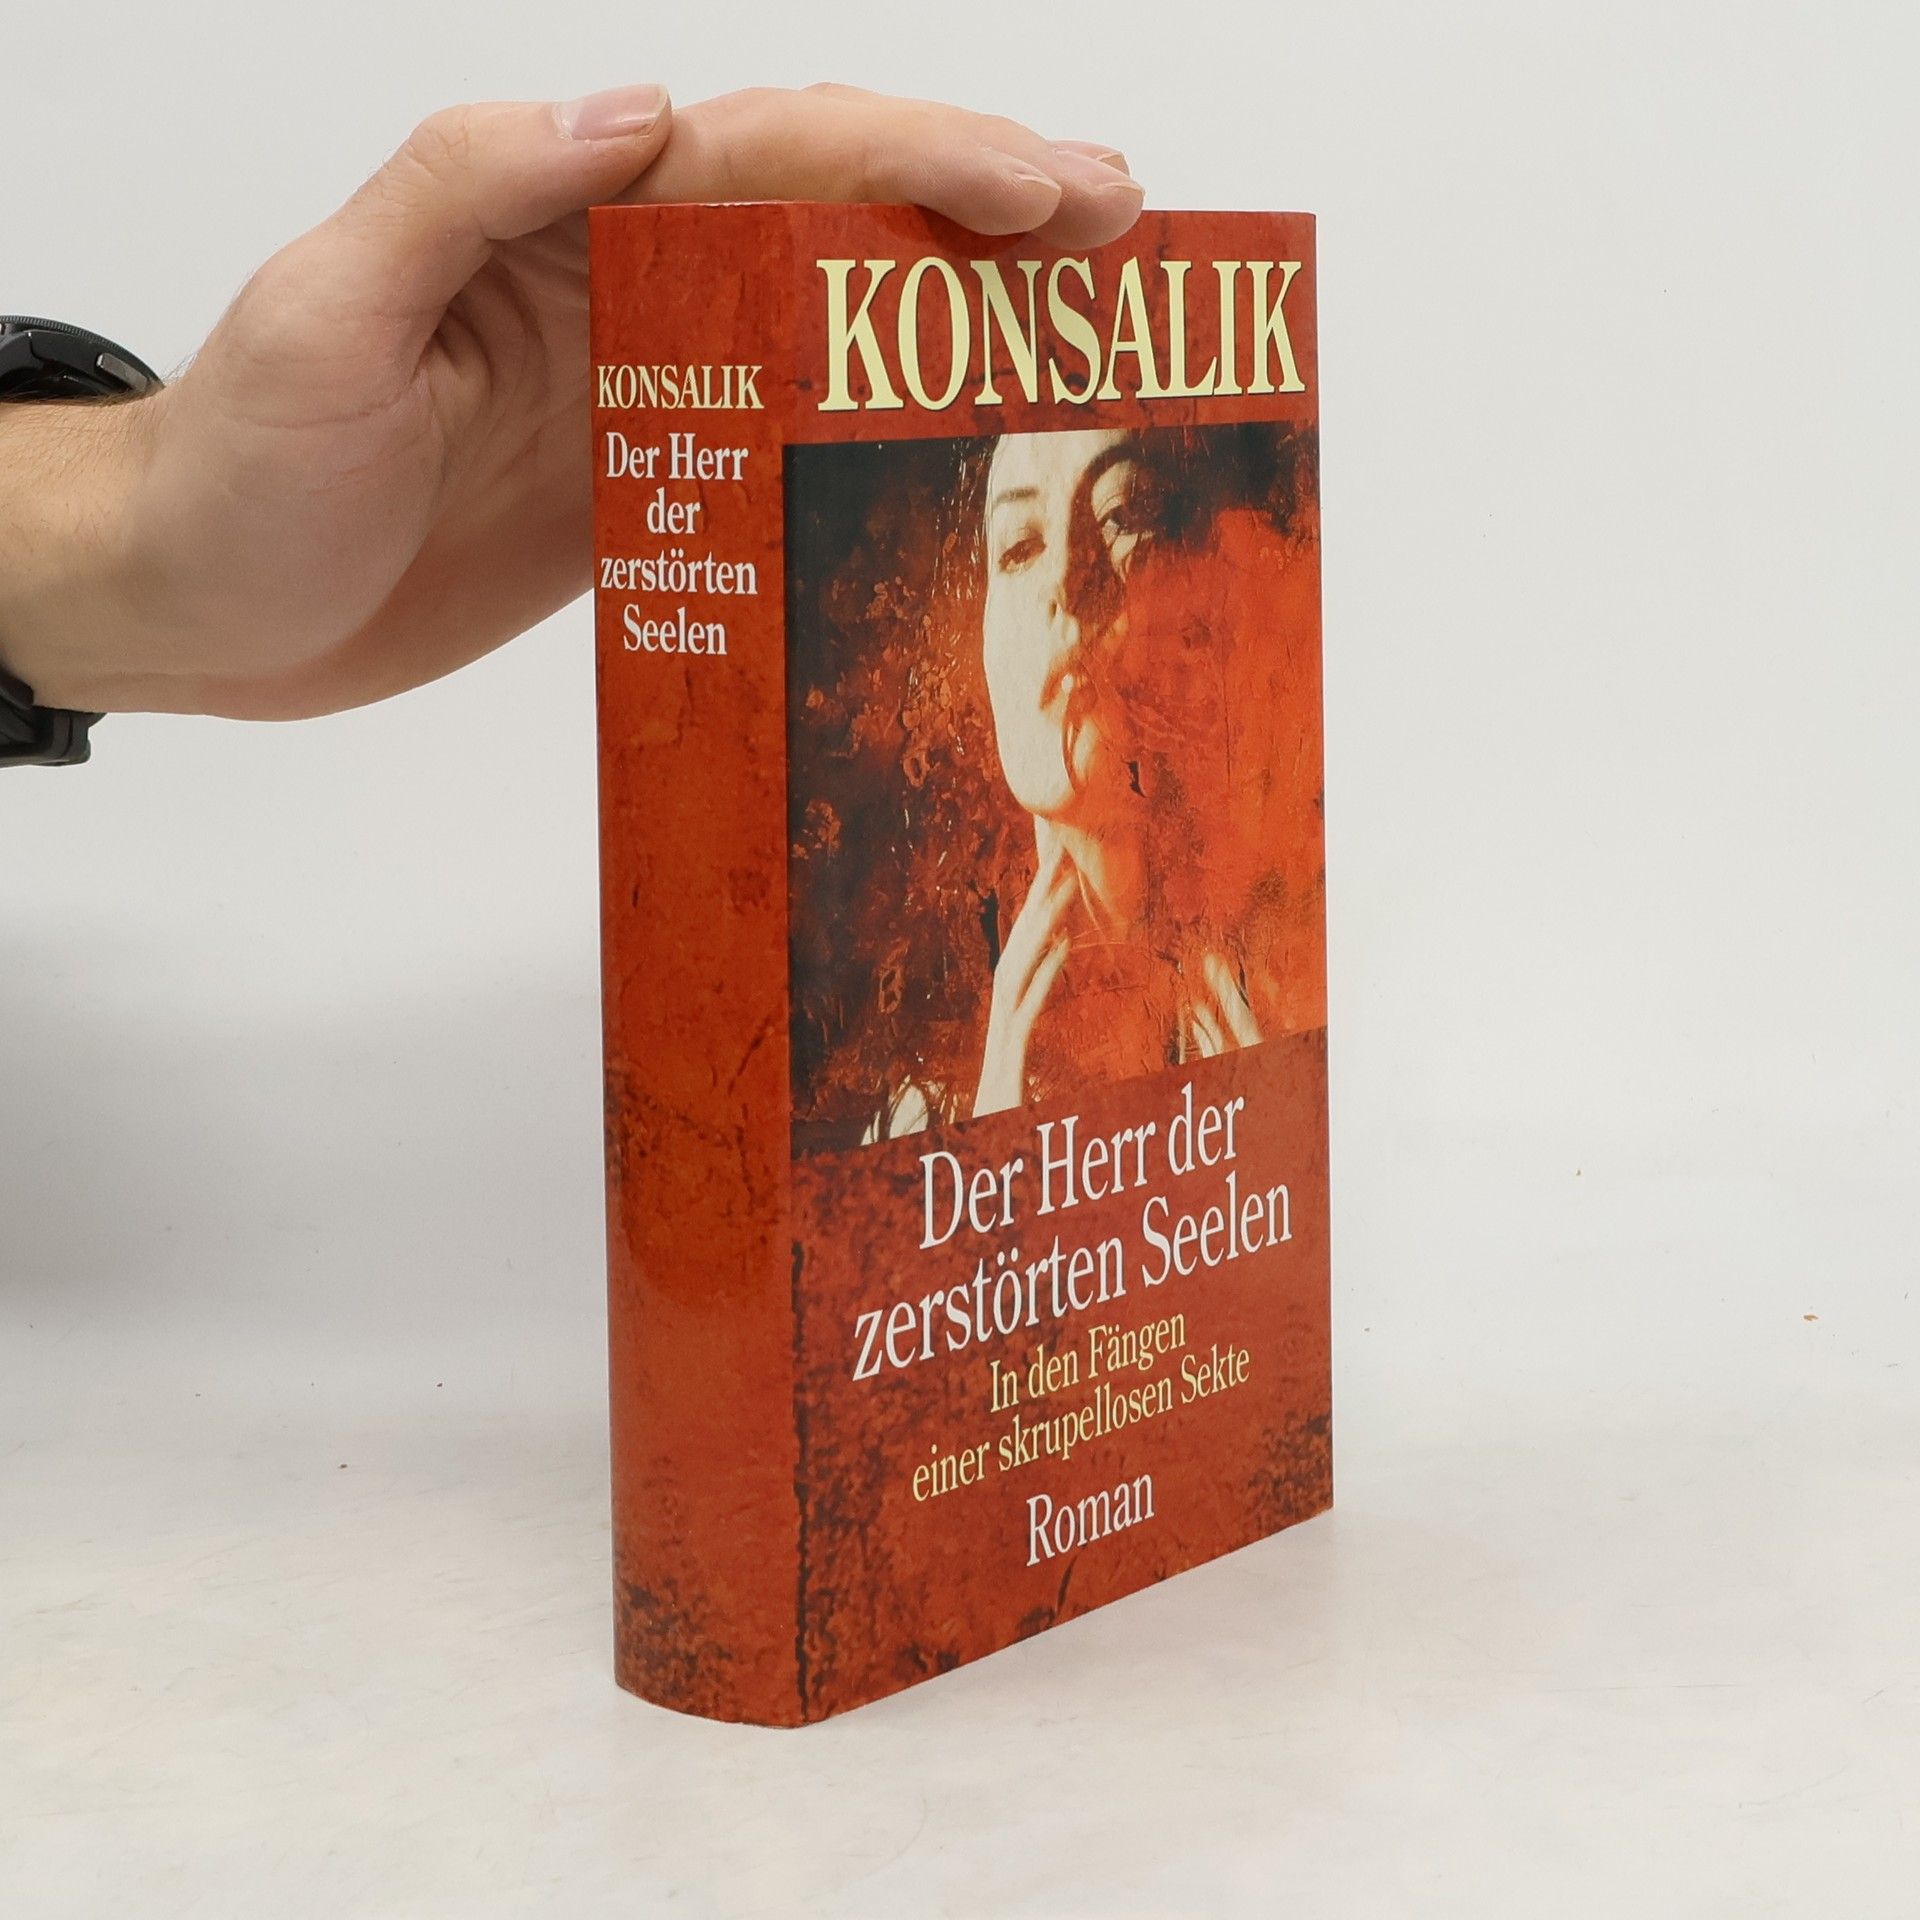 KONSALIK
Der Herr
der
zerstörten
Seelen
KONSALIK
Der Herr der
zerstörten Seelen
In den Fängen
einer skrupellosen Sekte
Roman